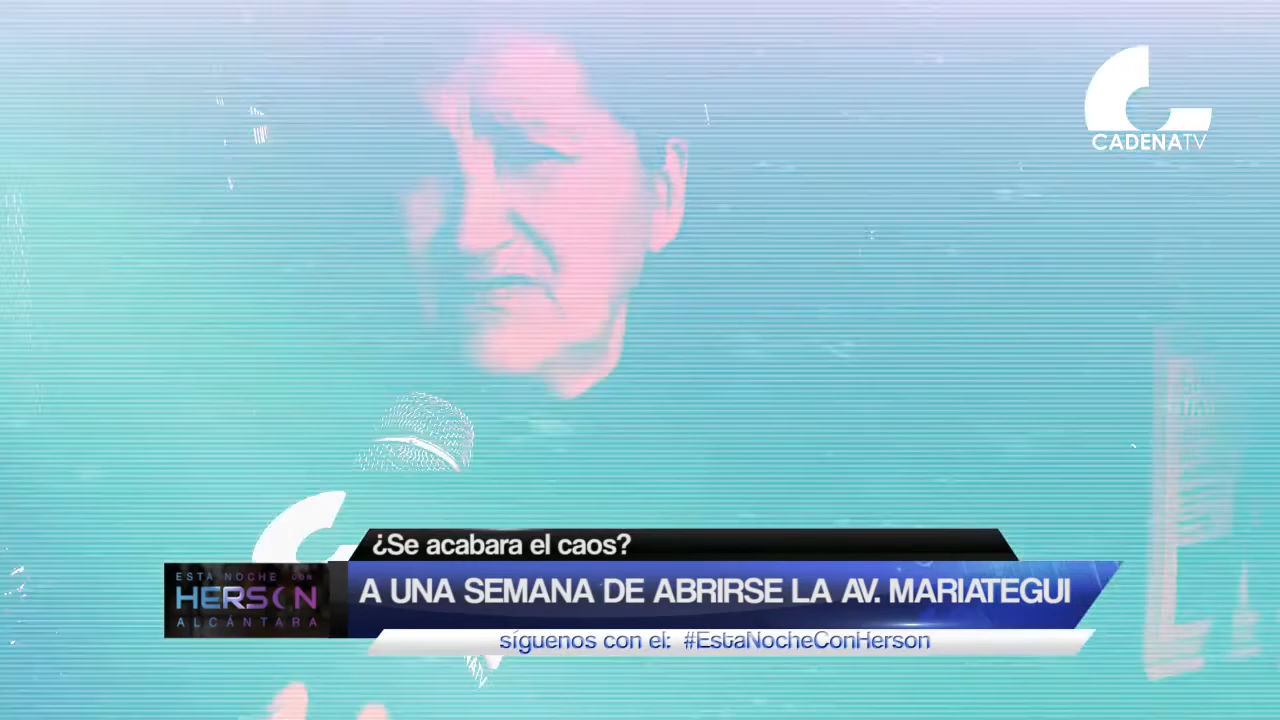 CADENATV
¿Se acabara el caos?
ESTA NOCHE CON
HERSON
ALCÁNTARA
A UNA SEMANA DE ABRIRSE LA AV. MARIATEGUI
síguenos con el: #EstaNocheConHerson